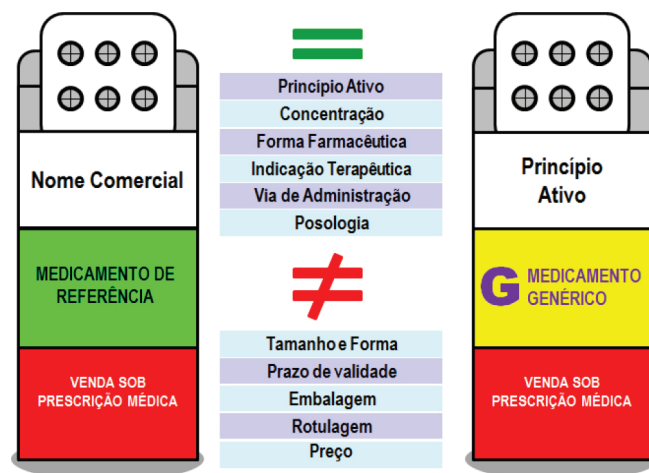 Nome Comercial
MEDICAMENTO DE
REFERÊNCIA
VENDA SOB
PRESCRIÇÃO MÉDICA
=
Princípio Ativo
Concentração
Forma Farmacêutica
Indicação Terapêutica
Via de Administração
Posologia
≠
Tamanho e Forma
Prazo de validade
Embalagem
Rotulagem
Preço
Princípio
Ativo
G MEDICAMENTO
GENÉRICO
VENDA SOB
PRESCRIÇÃO MÉDICA